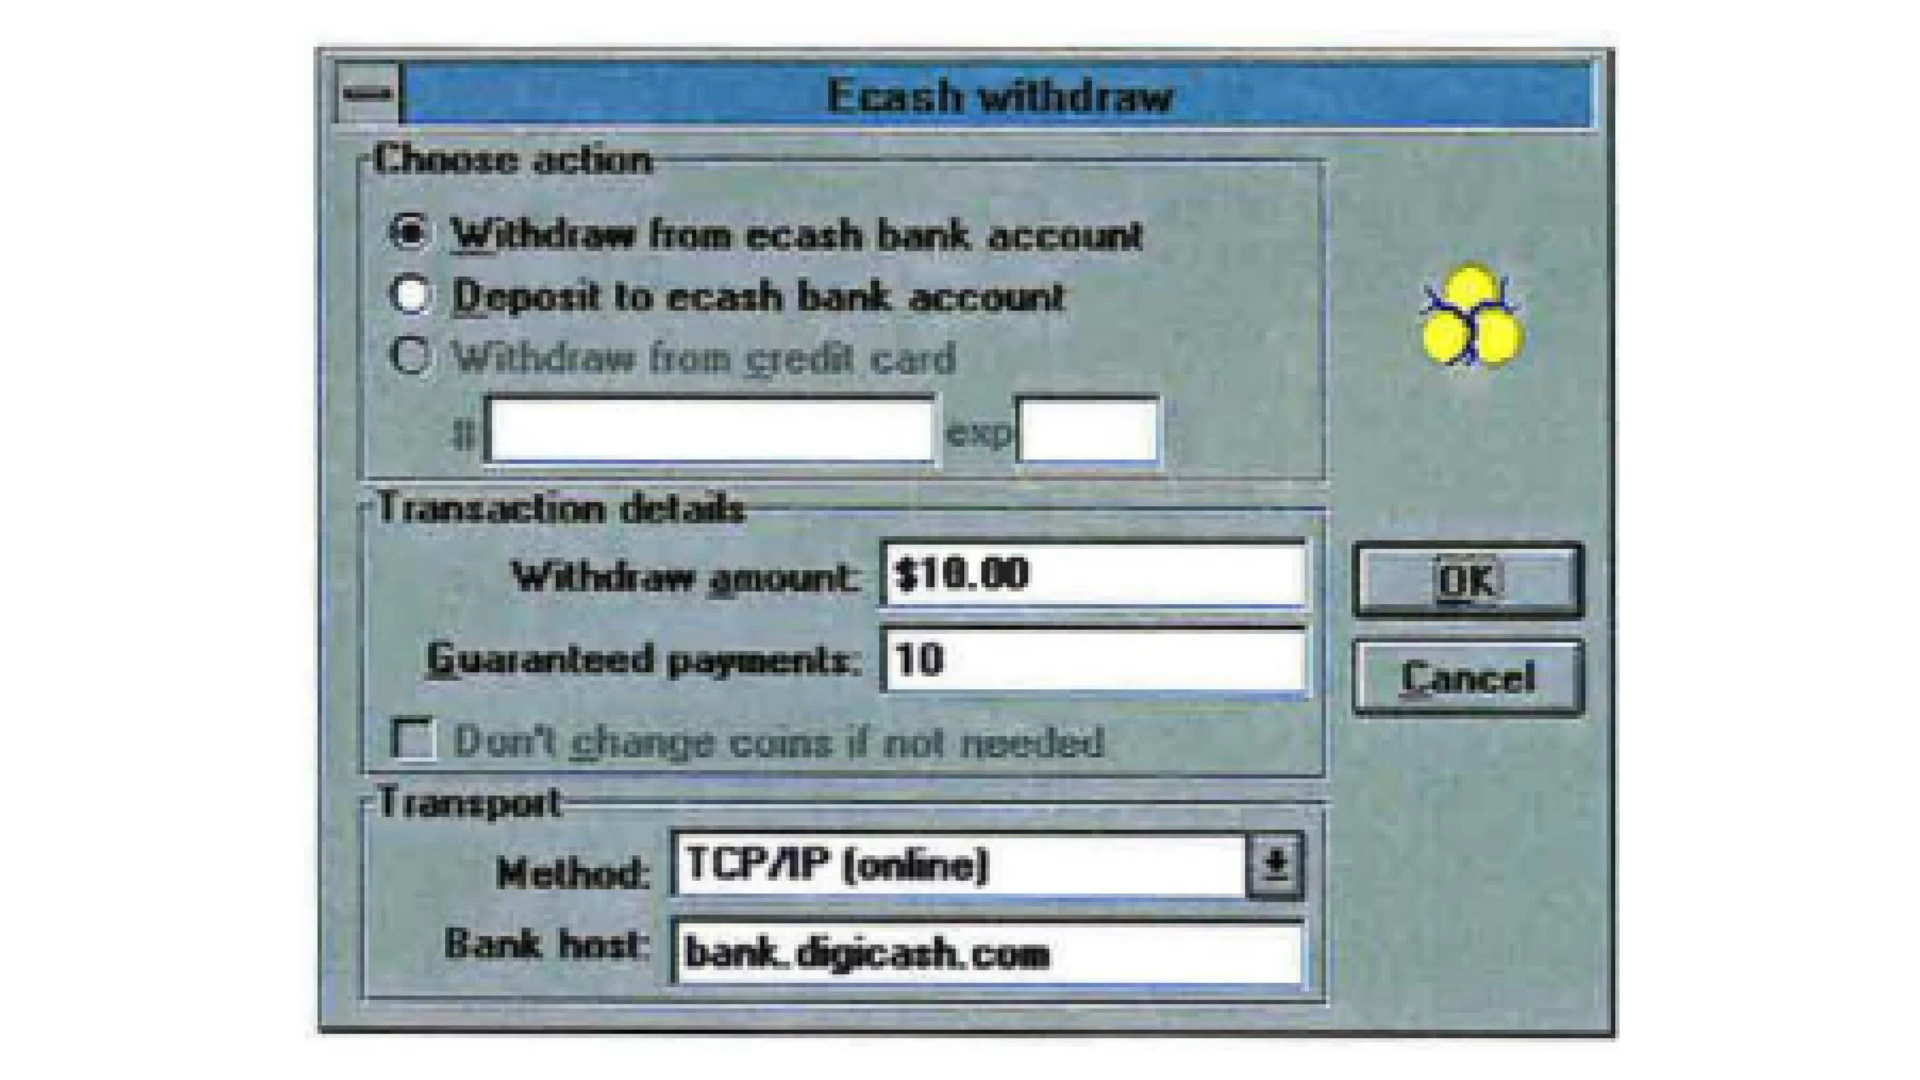 Ecash withdraw
Choose action
Withdraw from ecash bank account
Deposit to ecash bank account
Withdraw from credit card
# exp
Transaction details
Withdraw amount: $10.00
Guaranteed payments: 10
Don't change coins if not needed
OK
Cancel
Transport
Method: TCP/IP (online)
Bank host: bank.digicash.com